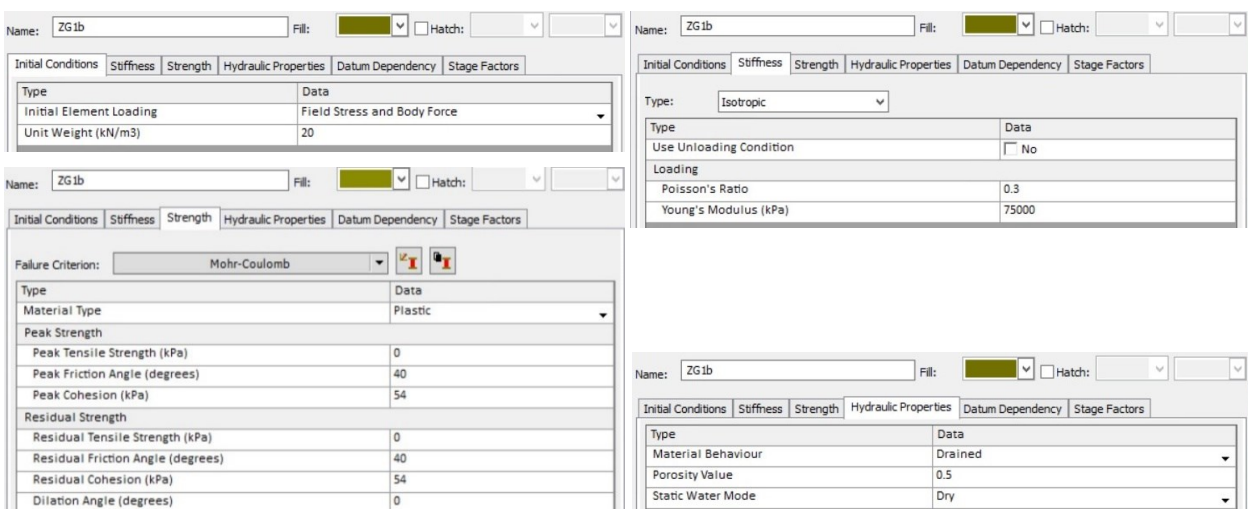 Name: ZG1b Fill: Hatch:
Initial Conditions Stiffness Strength Hydraulic Properties Datum Dependency Stage Factors
Type Data
Initial Element Loading Field Stress and Body Force
Unit Weight (kN/m3) 20
Name: ZG1b Fill: Hatch:
Initial Conditions Stiffness Strength Hydraulic Properties Datum Dependency Stage Factors
Type: Isotropic
Type Data
Use Unloading Condition No
Loading
Poisson's Ratio 0.3
Young's Modulus (kPa) 75000
Name: ZG1b Fill: Hatch:
Initial Conditions Stiffness Strength Hydraulic Properties Datum Dependency Stage Factors
Failure Criterion: Mohr-Coulomb
Type Data
Material Type Plastic
Peak Strength
Peak Tensile Strength (kPa) 0
Peak Friction Angle (degrees) 40
Peak Cohesion (kPa) 54
Residual Strength
Residual Tensile Strength (kPa) 0
Residual Friction Angle (degrees) 40
Residual Cohesion (kPa) 54
Dilation Angle (degrees) 0
Name: ZG1b Fill: Hatch:
Initial Conditions Stiffness Strength Hydraulic Properties Datum Dependency Stage Factors
Type Data
Material Behaviour Drained
Porosity Value 0.5
Static Water Mode Dry